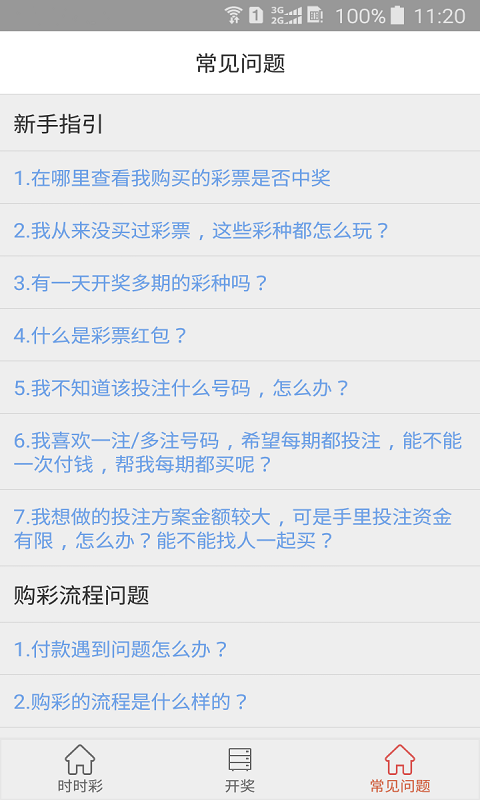 3G
2G
1
100%
11:20
常见问题
新手指引
1.在哪里查看我购买的彩票是否中奖
2.我从来没买过彩票，这些彩种都怎么玩？
3.有一天开奖多期的彩种吗？
4.什么是彩票红包？
5.我不知道该投注什么号码，怎么办？
6.我喜欢一注/多注号码，希望每期都投注，能不能
一次付钱，帮我每期都买呢？
7.我想做的投注方案金额较大，可是手里投注资金
有限，怎么办？能不能找人一起买？
购彩流程问题
1.付款遇到问题怎么办？
2.购彩的流程是什么样的？
时时彩
开奖
常见问题